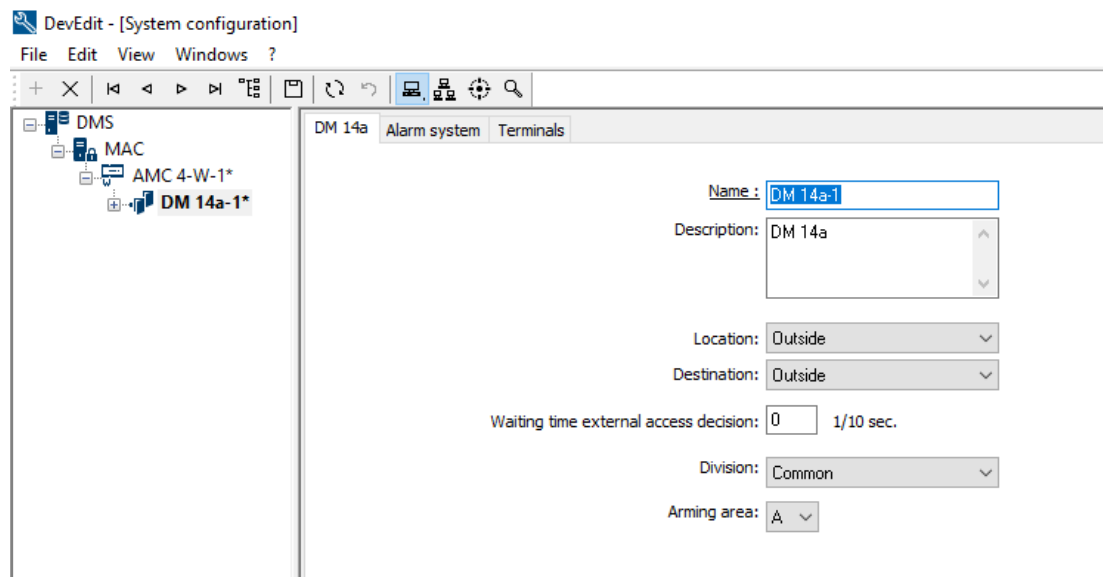 DevEdit - [System configuration]
File Edit View Windows ?
DMS
MAC
AMC 4-W-1*
DM 14a-1*
DM 14a Alarm system Terminals
Name : DM 14a-1
Description: DM 14a
Location: Outside
Destination: Outside
Waiting time external access decision: 0 1/10 sec.
Division: Common
Arming area: A